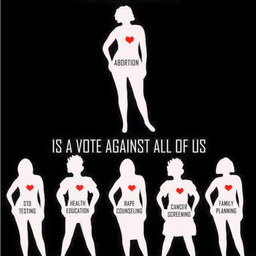 ABORTION
IS A VOTE AGAINST ALL OF US
STD
TESTING
HEALTH
EDUCATION
RAPE
COUNSELING
CANCER
SCREENING
FAMILY
PLANNING